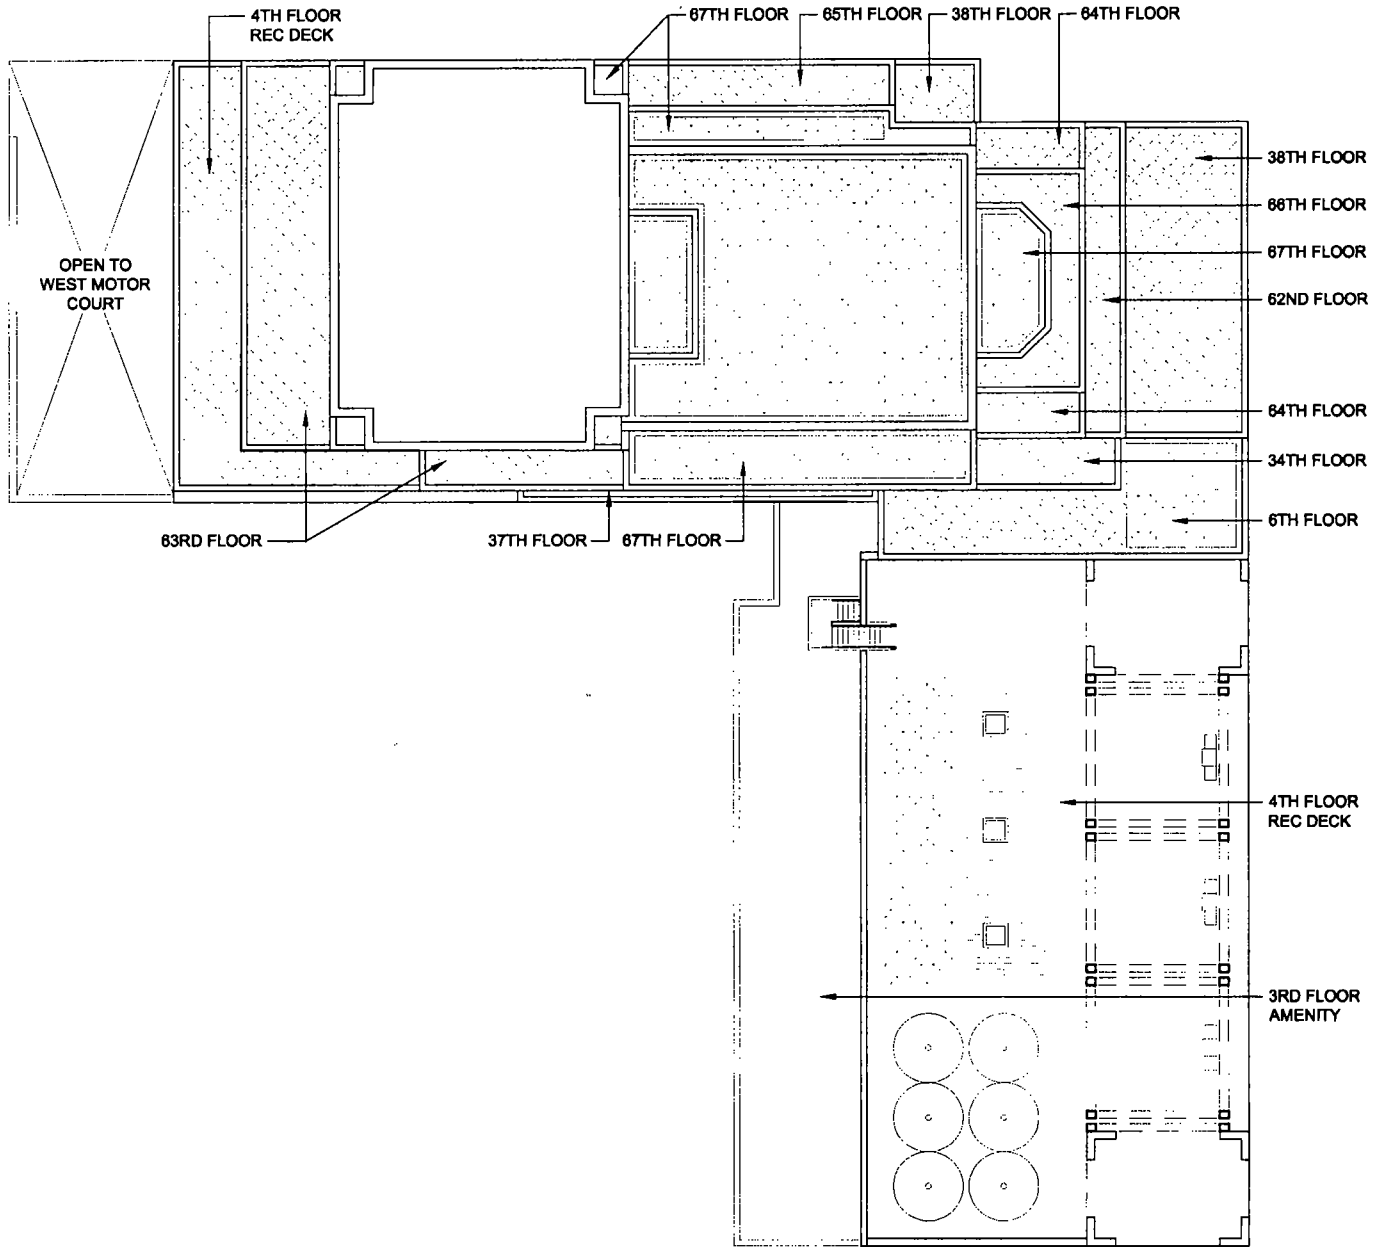 4TH FLOOR
REC DECK
67TH FLOOR
65TH FLOOR
38TH FLOOR
64TH FLOOR
38TH FLOOR
66TH FLOOR
67TH FLOOR
62ND FLOOR
64TH FLOOR
34TH FLOOR
6TH FLOOR
OPEN TO
WEST MOTOR
COURT
63RD FLOOR
37TH FLOOR
67TH FLOOR
4TH FLOOR
REC DECK
3RD FLOOR
AMENITY